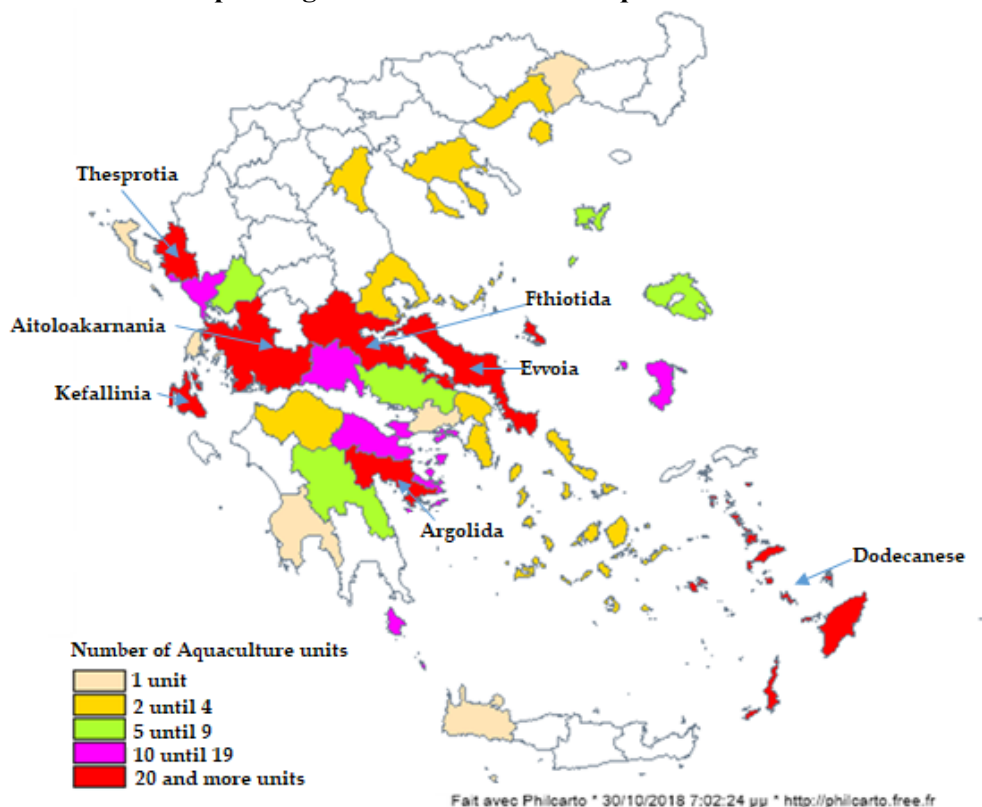 Thesprotia
Fthiotida
Aitoloakarnania
Evvoia
Kefallinia
Argolida
Dodecanese
Number of Aquaculture units
1 unit
2 until 4
5 until 9
10 until 19
20 and more units
Fait avec Philcarto * 30/10/2018 7:02:24 μμ * http://philcarto.free.fr